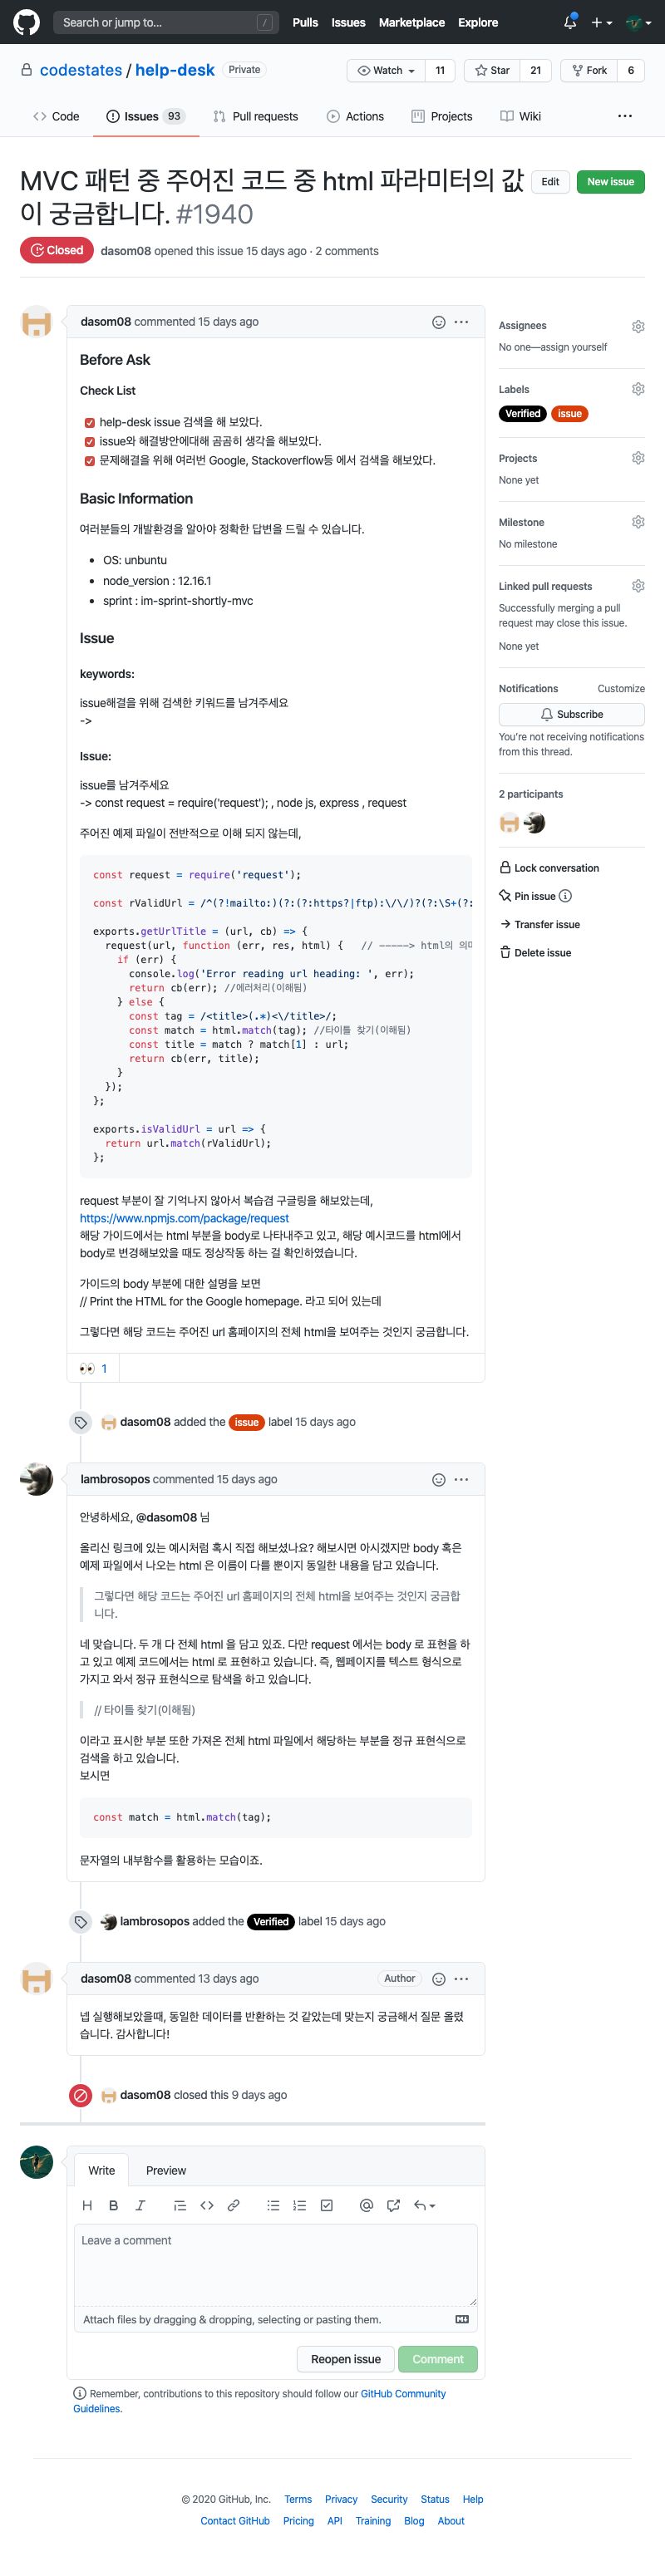 Search or jump to... /
Pulls Issues Marketplace Explore
codestates / help-desk Private
Watch 11 Star 21 Fork 6
Code Issues 93 Pull requests Actions Projects Wiki
MVC 패턴 중 주어진 코드 중 html 파라미터의 값
이 궁금합니다. #1940
Edit New issue
Closed dasom08 opened this issue 15 days ago · 2 comments
dasom08 commented 15 days ago
Before Ask
Check List
help-desk issue 검색을 해 보았다.
issue와 해결방안에대해 곰곰히 생각을 해보았다.
문제해결을 위해 여러번 Google, Stackoverflow등 에서 검색을 해보았다.
Basic Information
여러분들의 개발환경을 알아야 정확한 답변을 드릴 수 있습니다.
OS: unbuntu
node_version : 12.16.1
sprint : im-sprint-shortly-mvc
Issue
keywords:
issue해결을 위해 검색한 키워드를 남겨주세요
->
Issue:
issue를 남겨주세요
-> const request = require('request'); , node js, express , request
주어진 예제 파일이 전반적으로 이해 되지 않는데,
const request = require('request');
const rValidUrl = /^(?!mailto:)(?:(?:https?|ftp):\/\/)?(?:\S+(?:
exports.getUrlTitle = (url, cb) => {
request(url, function (err, res, html) { // -----> html의 의미
if (err) {
console.log('Error reading url heading: ', err);
return cb(err); //에러처리(이해됨)
} else {
const tag = /<title>(.*)<\/title>/;
const match = html.match(tag); //타이틀 찾기(이해됨)
const title = match ? match[1] : url;
return cb(err, title);
}
});
};
exports.isValidUrl = url => {
return url.match(rValidUrl);
};
request 부분이 잘 기억나지 않아서 복습겸 구글링을 해보았는데,
https://www.npmjs.com/package/request
해당 가이드에서는 html 부분을 body로 나타내주고 있고, 해당 예시코드를 html에서
body로 변경해보았을 때도 정상작동 하는 걸 확인하였습니다.
가이드의 body 부분에 대한 설명을 보면
// Print the HTML for the Google homepage. 라고 되어 있는데
그렇다면 해당 코드는 주어진 url 홈페이지의 전체 html을 보여주는 것인지 궁금합니다.
👀 1
dasom08 added the issue label 15 days ago
lambrosopos commented 15 days ago
안녕하세요, @dasom08 님
올리신 링크에 있는 예시처럼 혹시 직접 해보셨나요? 해보시면 아시겠지만 body 혹은
예제 파일에서 나오는 html 은 이름이 다를 뿐이지 동일한 내용을 담고 있습니다.
그렇다면 해당 코드는 주어진 url 홈페이지의 전체 html을 보여주는 것인지 궁금합
니다.
네 맞습니다. 두 개 다 전체 html 을 담고 있죠. 다만 request 에서는 body 로 표현을 하
고 있고 예제 코드에서는 html 로 표현하고 있습니다. 즉, 웹페이지를 텍스트 형식으로
가지고 와서 정규 표현식으로 탐색을 하고 있습니다.
// 타이틀 찾기(이해됨)
이라고 표시한 부분 또한 가져온 전체 html 파일에서 해당하는 부분을 정규 표현식으로
검색을 하고 있습니다.
보시면
const match = html.match(tag);
문자열의 내부함수를 활용하는 모습이죠.
lambrosopos added the Verified label 15 days ago
dasom08 commented 13 days ago Author
넵 실행해보았을때, 동일한 데이터를 반환하는 것 같았는데 맞는지 궁금해서 질문 올렸
습니다. 감사합니다!
dasom08 closed this 9 days ago
Write Preview
Leave a comment
Attach files by dragging & dropping, selecting or pasting them.
Reopen issue Comment
Remember, contributions to this repository should follow our GitHub Community
Guidelines.
Assignees
No one—assign yourself
Labels
Verified issue
Projects
None yet
Milestone
No milestone
Linked pull requests
Successfully merging a pull
request may close this issue.
None yet
Notifications Customize
Subscribe
You're not receiving notifications
from this thread.
2 participants
Lock conversation
Pin issue
Transfer issue
Delete issue
© 2020 GitHub, Inc. Terms Privacy Security Status Help
Contact GitHub Pricing API Training Blog About